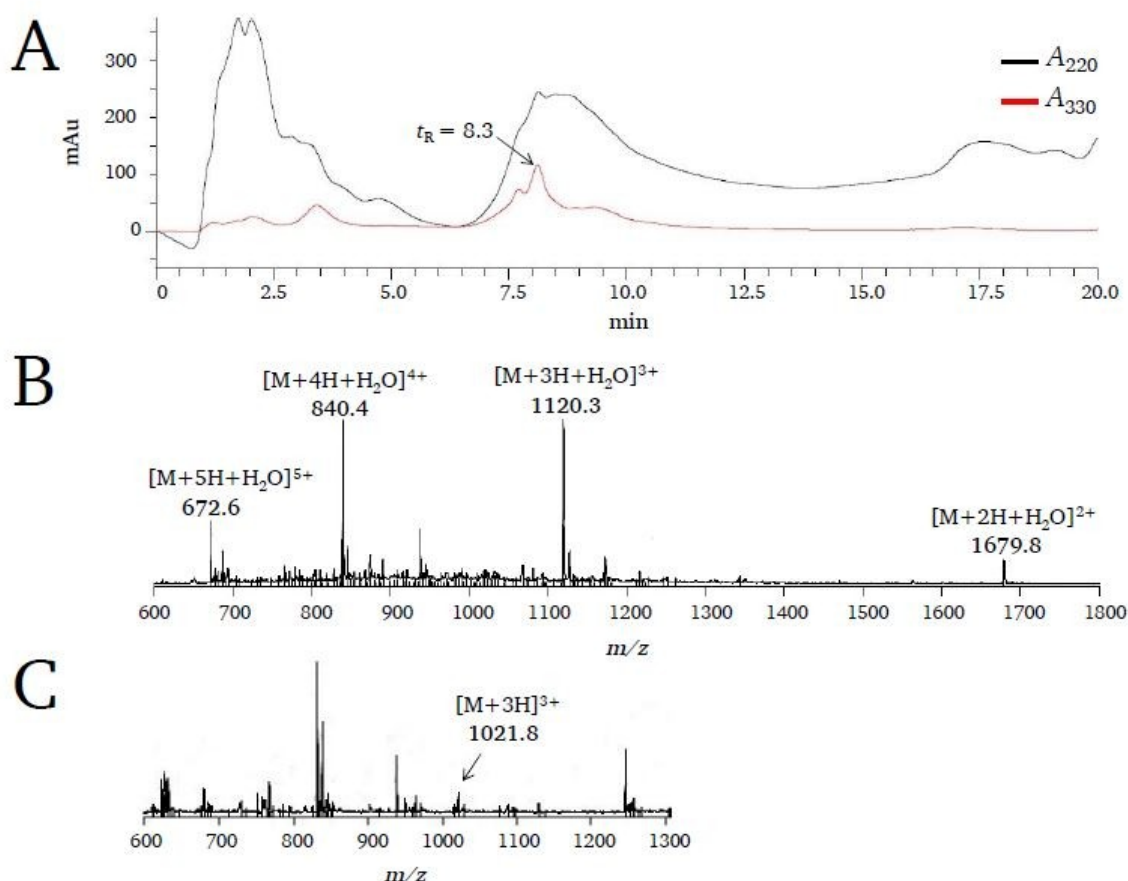 A
A₂₂₀
A₃₃₀
tR = 8.3
mAu
300
200
100
0
0 2.5 5.0 7.5 10.0 12.5 15.0 17.5 20.0
min
B
[M+4H+H₂O]⁴⁺
840.4
[M+3H+H₂O]³⁺
1120.3
[M+5H+H₂O]⁵⁺
672.6
[M+2H+H₂O]²⁺
1679.8
600 700 800 900 1000 1100 1200 1300 1400 1500 1600 1700 1800
m/z
C
[M+3H]³⁺
1021.8
600 700 800 900 1000 1100 1200 1300
m/z